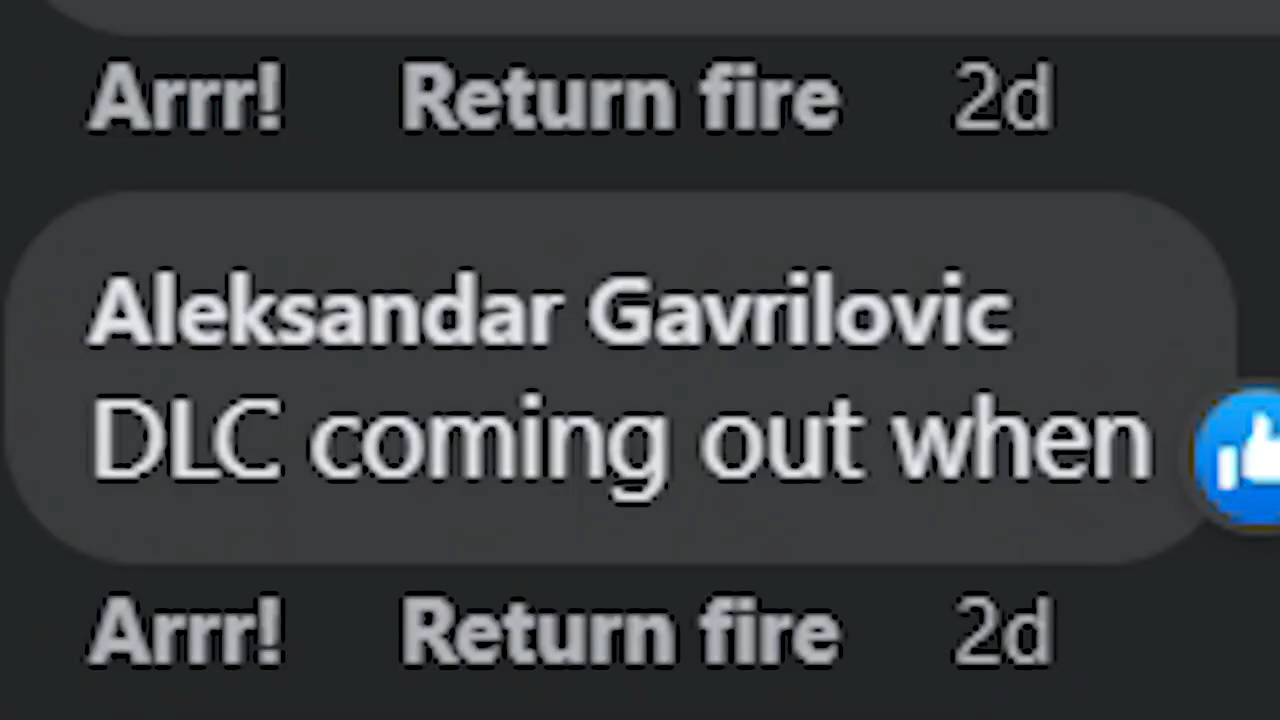 Arrr! Return fire 2d
Aleksandar Gavrilovic
DLC coming out when
Arrr! Return fire 2d